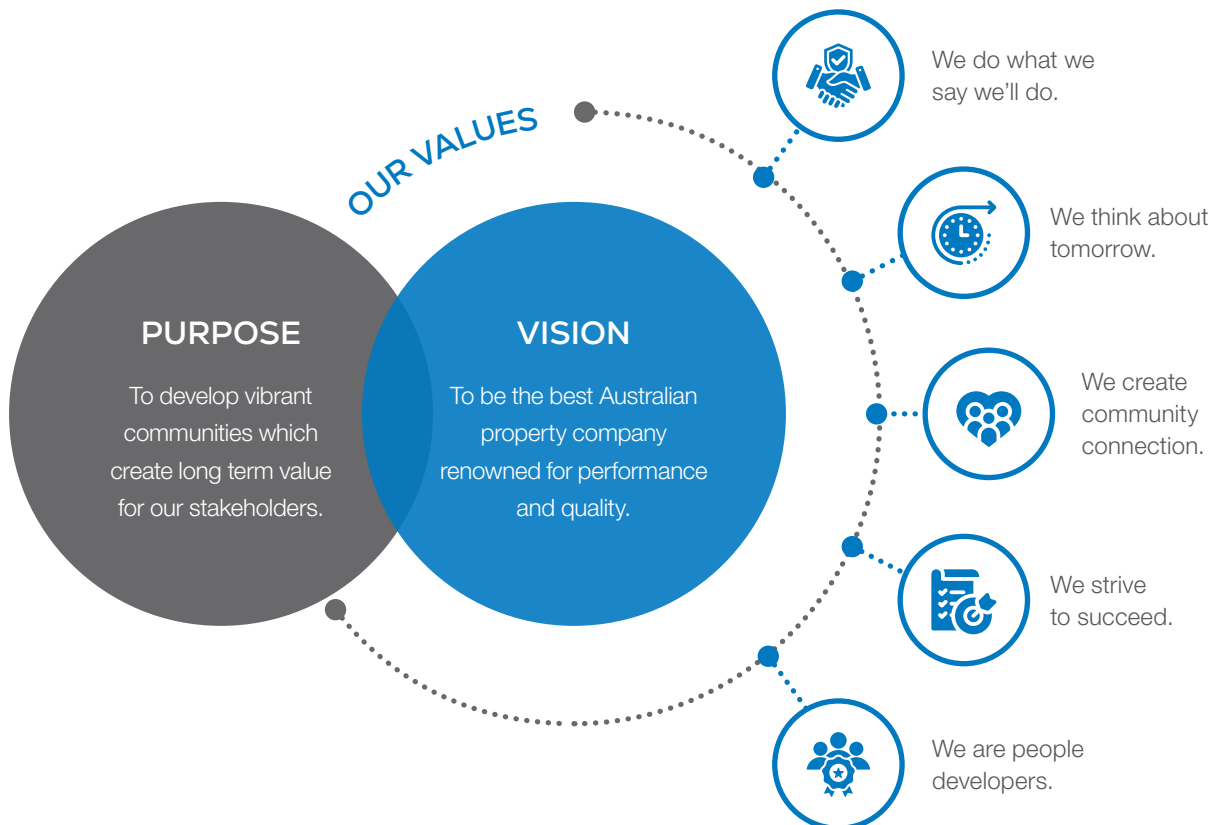 OUR VALUES
PURPOSE
To develop vibrant
communities which
create long term value
for our stakeholders.
VISION
To be the best Australian
property company
renowned for performance
and quality.
We do what we
say we’ll do.
We think about
tomorrow.
We create
community
connection.
We strive
to succeed.
We are people
developers.